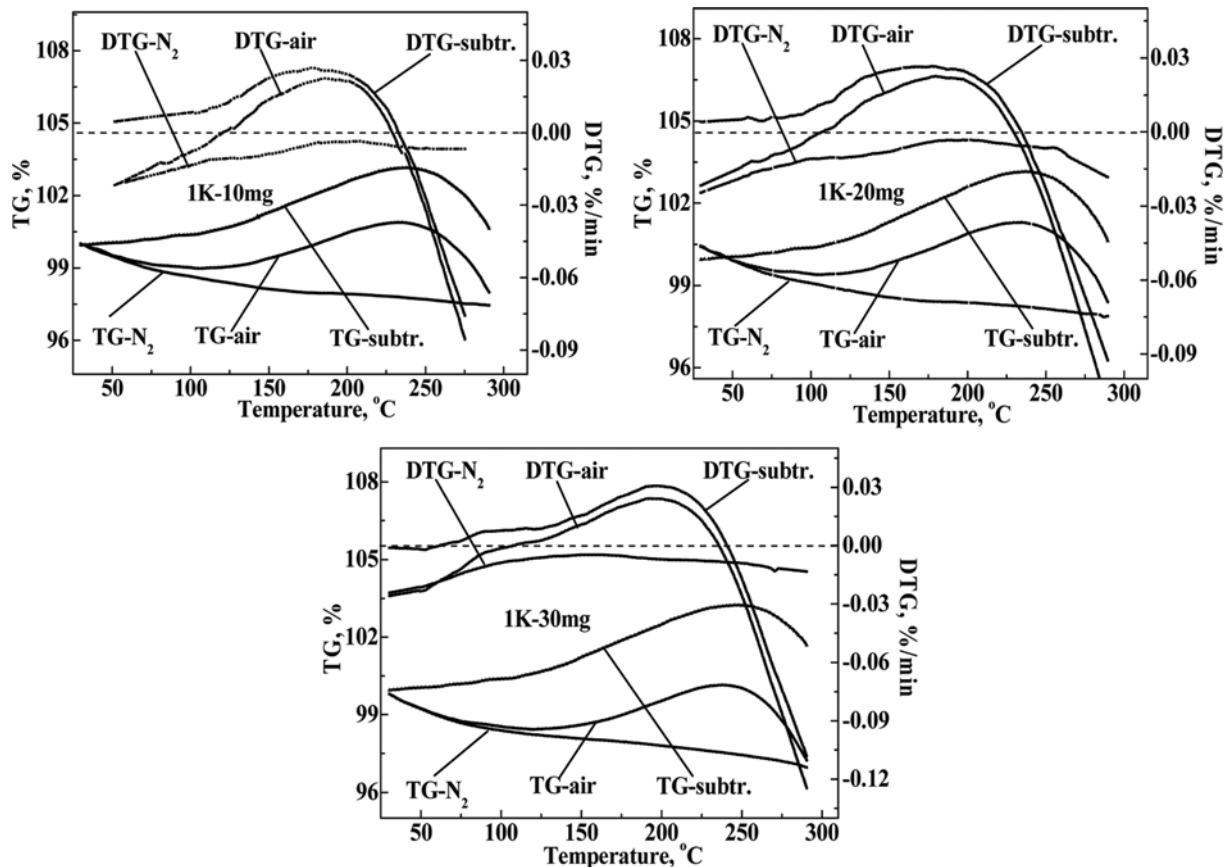 DTG-N2 DTG-air DTG-subtr.
108
105
102
99
96
TG, %
0.03
0.00
-0.03
-0.06
-0.09
DTG, %/min
1K-10mg
TG-N2 TG-air TG-subtr.
50 100 150 200 250 300
Temperature, °C
DTG-N2 DTG-air DTG-subtr.
108
105
102
99
96
TG, %
0.03
0.00
-0.03
-0.06
-0.09
DTG, %/min
1K-20mg
TG-N2 TG-air TG-subtr.
50 100 150 200 250 300
Temperature, °C
DTG-N2 DTG-air DTG-subtr.
108
105
102
99
96
TG, %
0.03
0.00
-0.03
-0.06
-0.09
-0.12
DTG, %/min
1K-30mg
TG-N2 TG-air TG-subtr.
50 100 150 200 250 300
Temperature, °C